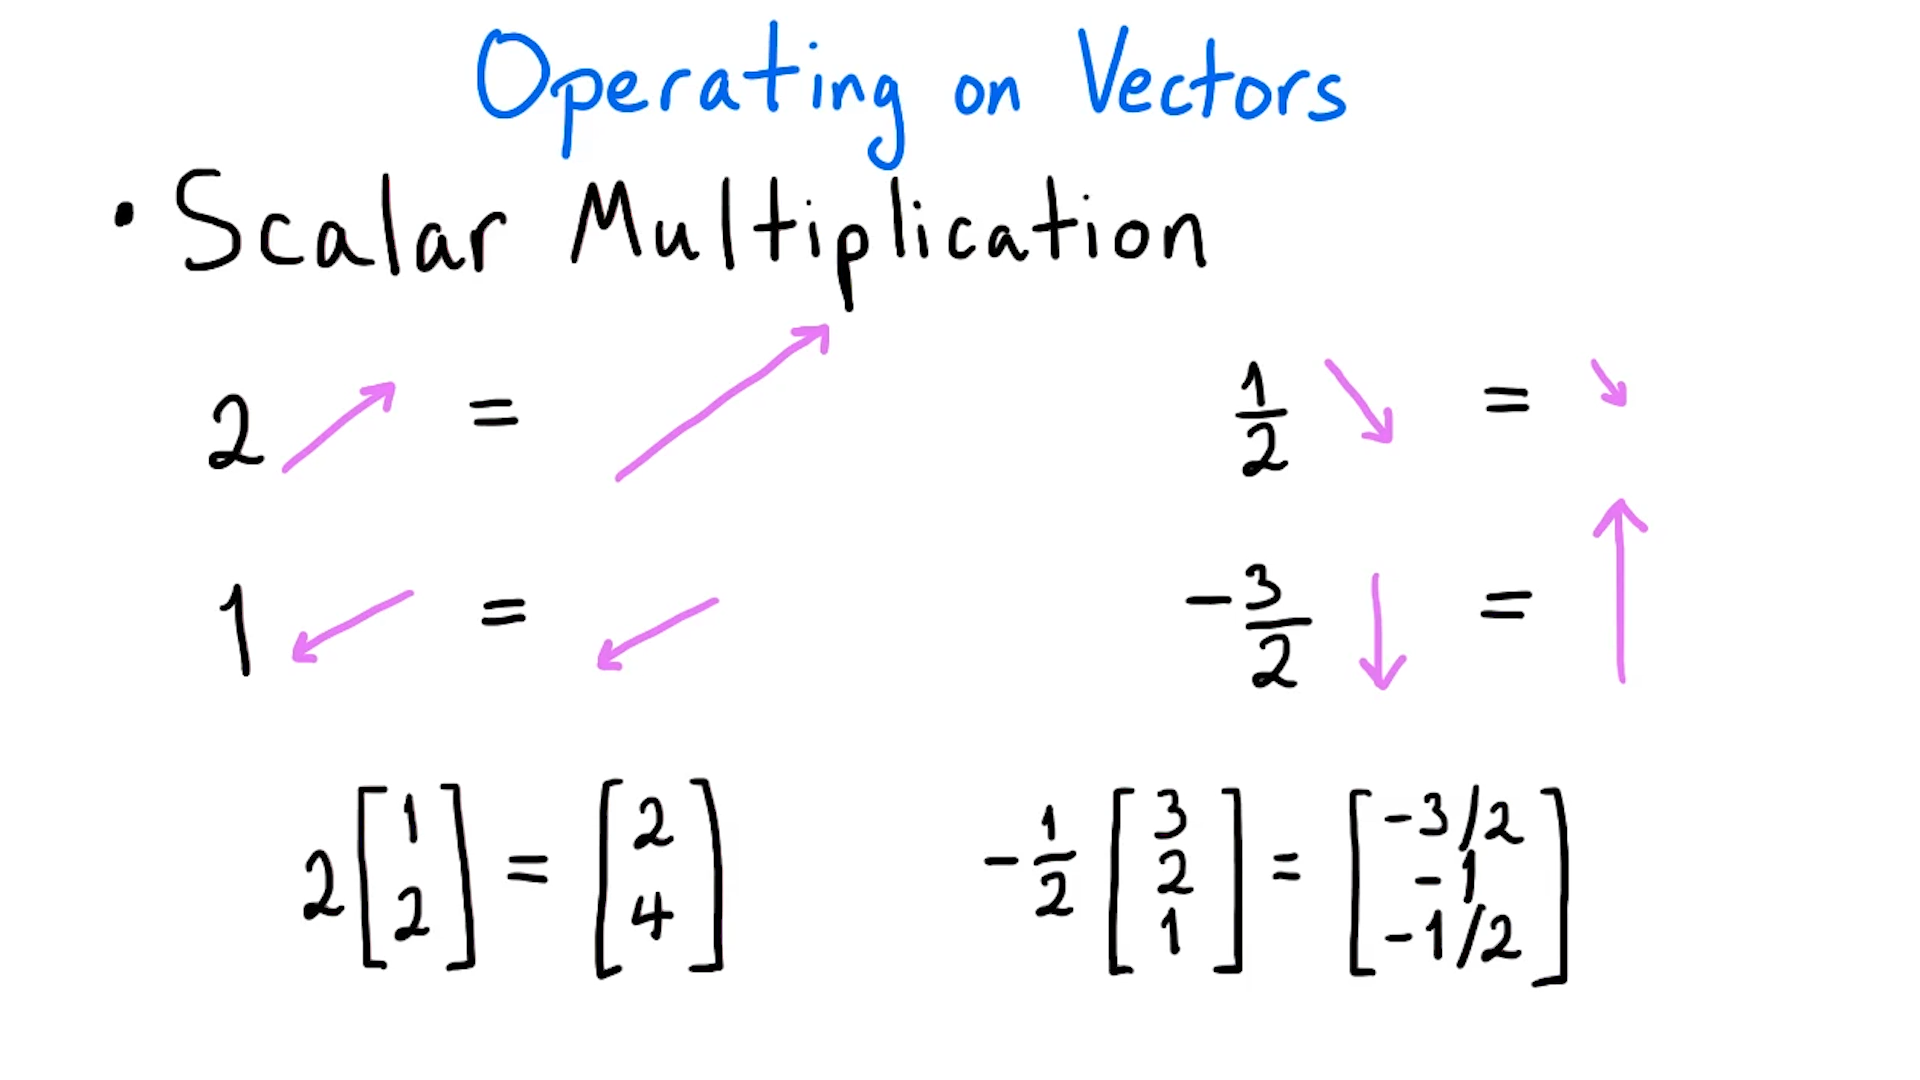 Operating on Vectors
• Scalar Multiplication
2 =
1/2 =
1 =
-3/2 =
2[1 2] = [2 4]
-1/2[3 2 1] = [-3/2 -1 -1/2]